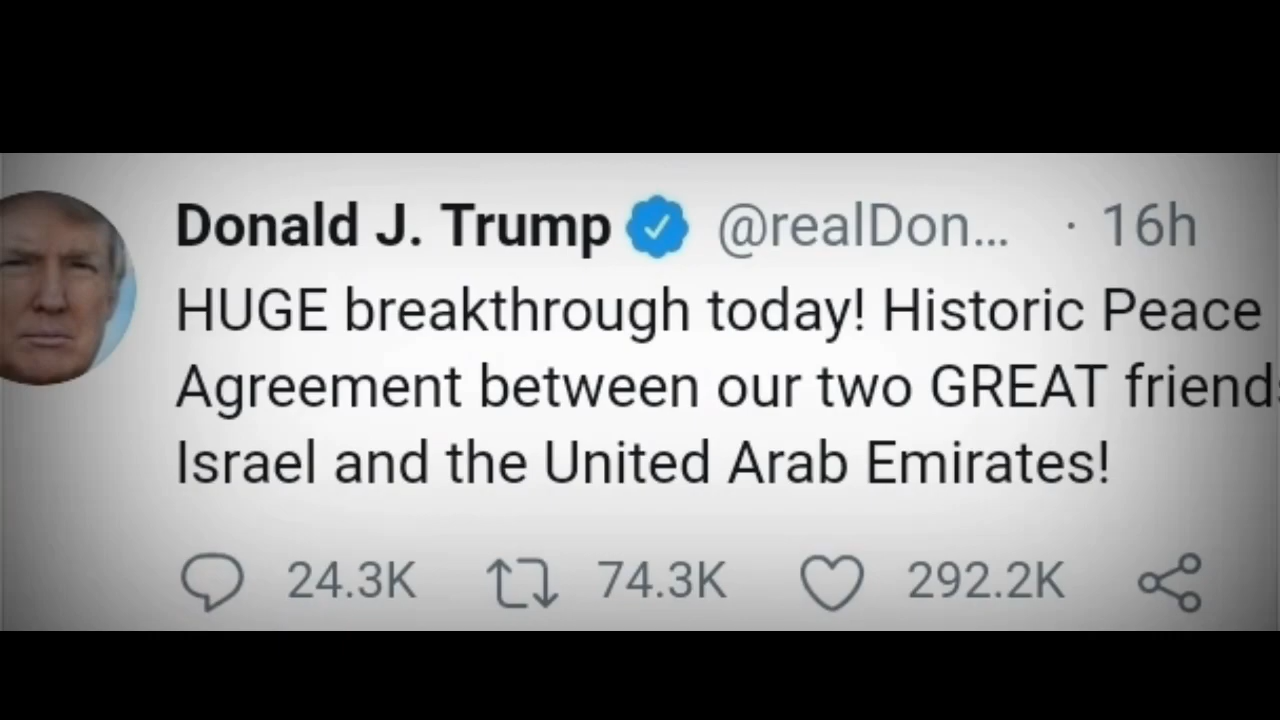 Donald J. Trump @realDon... · 16h
HUGE breakthrough today! Historic Peace
Agreement between our two GREAT friends
Israel and the United Arab Emirates!
24.3K 74.3K 292.2K